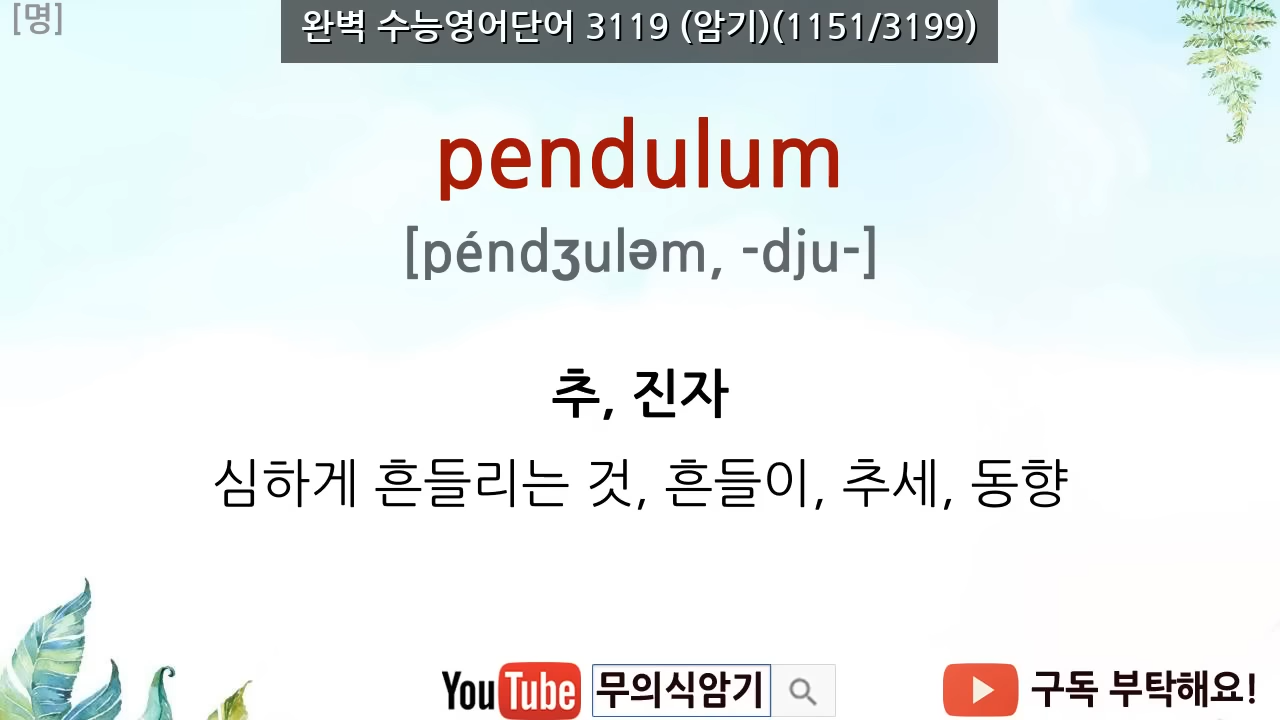 [명]
완벽 수능영어단어 3119 (암기)(1151/3199)
pendulum
[péndʒuləm, -dju-]
추, 진자
심하게 흔들리는 것, 흔들이, 추세, 동향
YouTube 무의식암기
구독 부탁해요!